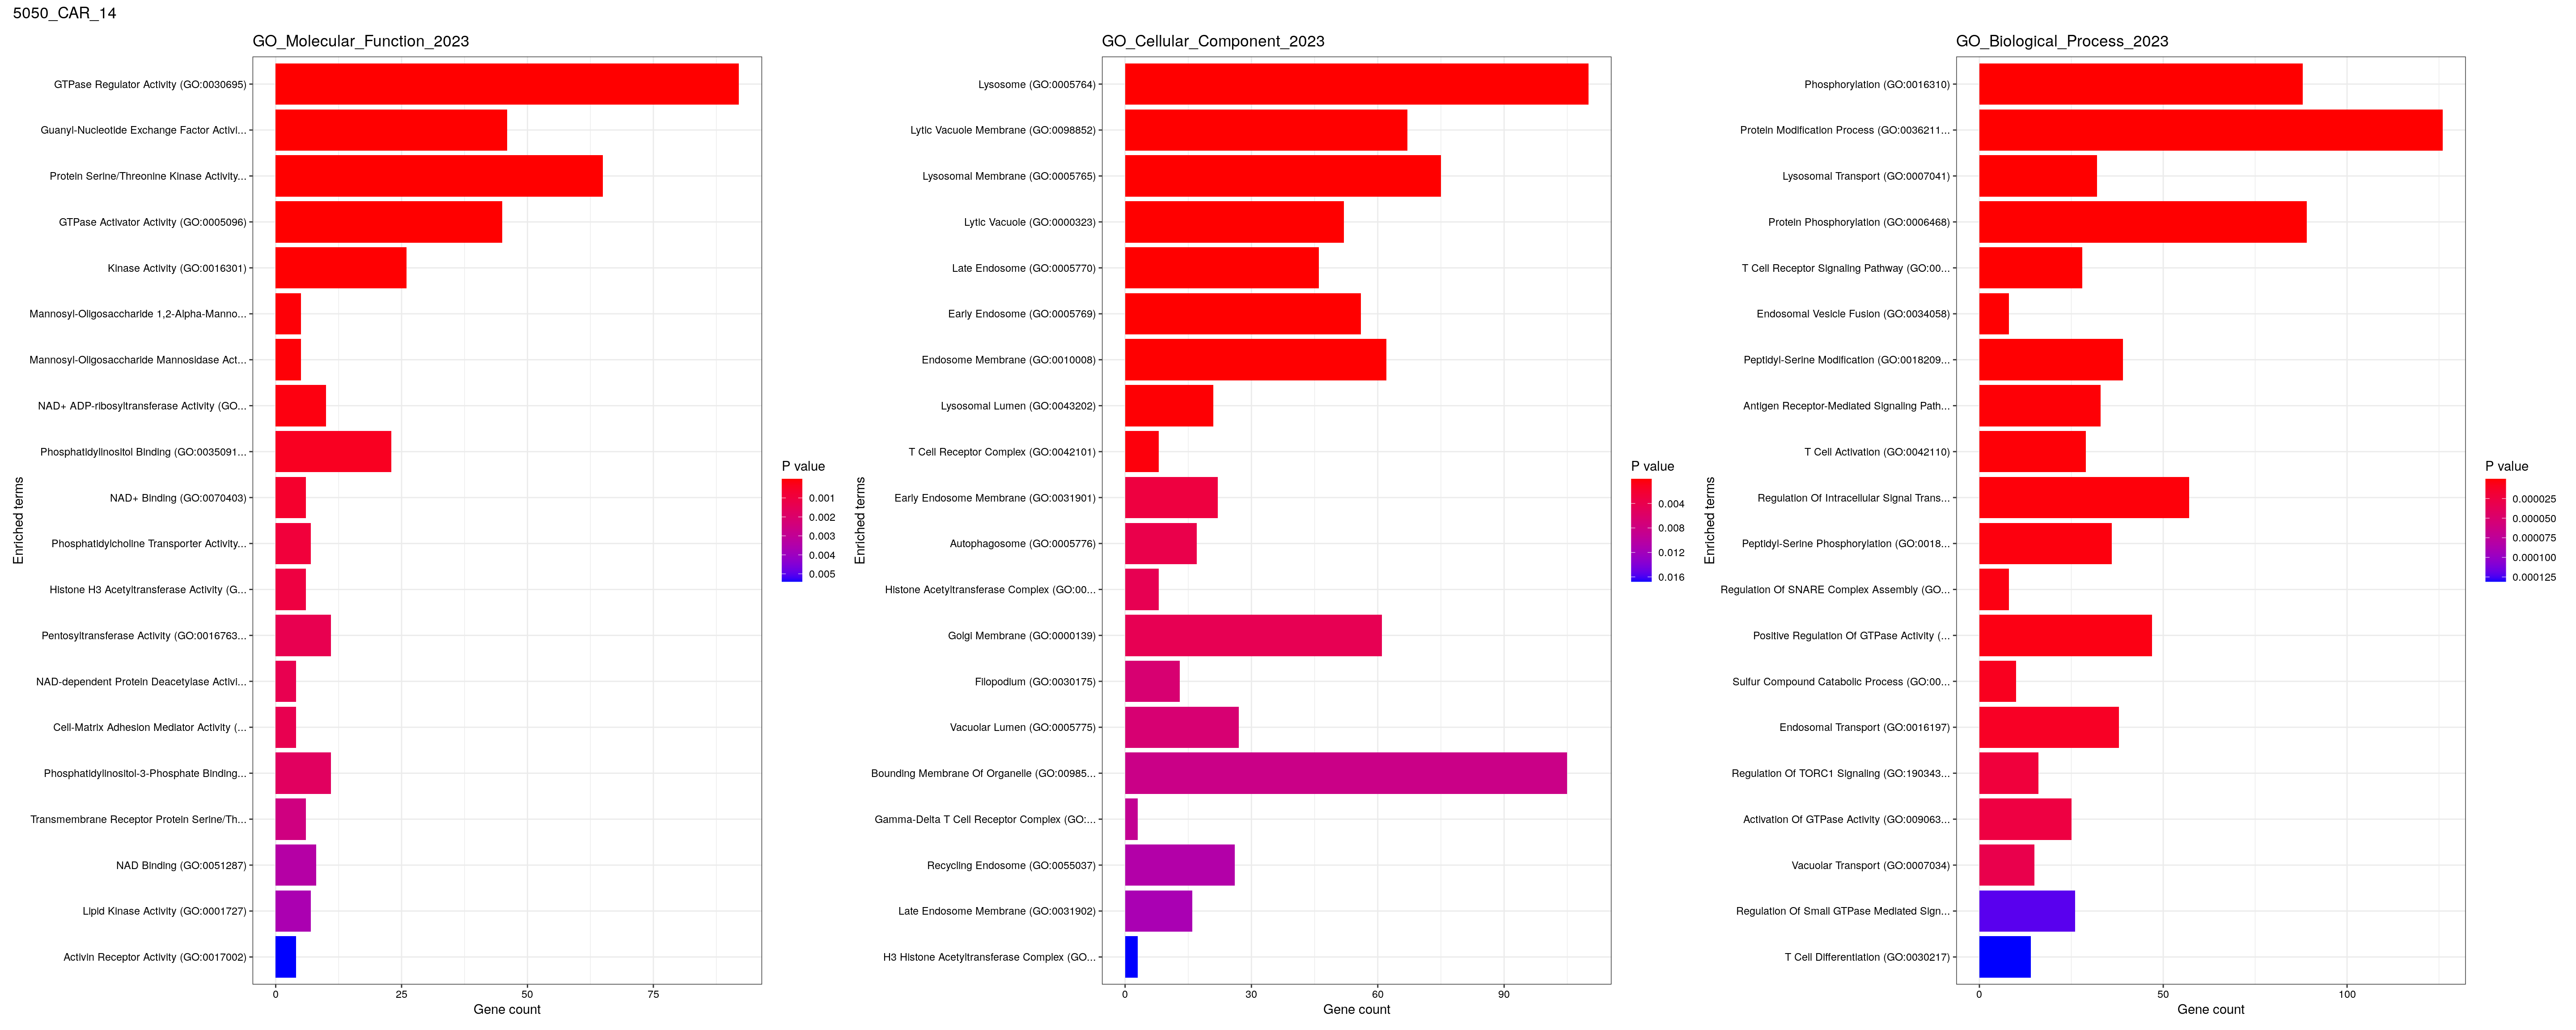 5050_CAR_14
GO_Molecular_Function_2023
GTPase Regulator Activity (GO:0030695)
Guanyl-Nucleotide Exchange Factor Activi...
Protein Serine/Threonine Kinase Activity...
GTPase Activator Activity (GO:0005096)
Kinase Activity (GO:0016301)
Mannosyl-Oligosaccharide 1,2-Alpha-Manno...
Mannosyl-Oligosaccharide Mannosidase Act...
NAD+ ADP-ribosyltransferase Activity (GO...
Phosphatidylinositol Binding (GO:0035091...
NAD+ Binding (GO:0070403)
Phosphatidylcholine Transporter Activity...
Histone H3 Acetyltransferase Activity (G...
Pentosyltransferase Activity (GO:0016763...
NAD-dependent Protein Deacetylase Activi...
Cell-Matrix Adhesion Mediator Activity (...
Phosphatidylinositol-3-Phosphate Binding...
Transmembrane Receptor Protein Serine/Th...
NAD Binding (GO:0051287)
Lipid Kinase Activity (GO:0001727)
Activin Receptor Activity (GO:0017002)
Enriched terms
0 25 50 75
Gene count
P value
0.001
0.002
0.003
0.004
0.005
GO_Cellular_Component_2023
Lysosome (GO:0005764)
Lytic Vacuole Membrane (GO:0098852)
Lysosomal Membrane (GO:0005765)
Lytic Vacuole (GO:0000323)
Late Endosome (GO:0005770)
Early Endosome (GO:0005769)
Endosome Membrane (GO:0010008)
Lysosomal Lumen (GO:0043202)
T Cell Receptor Complex (GO:0042101)
Early Endosome Membrane (GO:0031901)
Autophagosome (GO:0005776)
Histone Acetyltransferase Complex (GO:00...
Golgi Membrane (GO:0000139)
Filopodium (GO:0030175)
Vacuolar Lumen (GO:0005775)
Bounding Membrane Of Organelle (GO:00985...
Gamma-Delta T Cell Receptor Complex (GO:...
Recycling Endosome (GO:0055037)
Late Endosome Membrane (GO:0031902)
H3 Histone Acetyltransferase Complex (GO...
Enriched terms
0 30 60 90
Gene count
P value
0.004
0.008
0.012
0.016
GO_Biological_Process_2023
Phosphorylation (GO:0016310)
Protein Modification Process (GO:0036211...
Lysosomal Transport (GO:0007041)
Protein Phosphorylation (GO:0006468)
T Cell Receptor Signaling Pathway (GO:00...
Endosomal Vesicle Fusion (GO:0034058)
Peptidyl-Serine Modification (GO:0018209...
Antigen Receptor-Mediated Signaling Path...
T Cell Activation (GO:0042110)
Regulation Of Intracellular Signal Trans...
Peptidyl-Serine Phosphorylation (GO:0018...
Regulation Of SNARE Complex Assembly (GO...
Positive Regulation Of GTPase Activity (...
Sulfur Compound Catabolic Process (GO:00...
Endosomal Transport (GO:0016197)
Regulation Of TORC1 Signaling (GO:190343...
Activation Of GTPase Activity (GO:009063...
Vacuolar Transport (GO:0007034)
Regulation Of Small GTPase Mediated Sign...
T Cell Differentiation (GO:0030217)
Enriched terms
0 50 100
Gene count
P value
0.000025
0.000050
0.000075
0.000100
0.000125